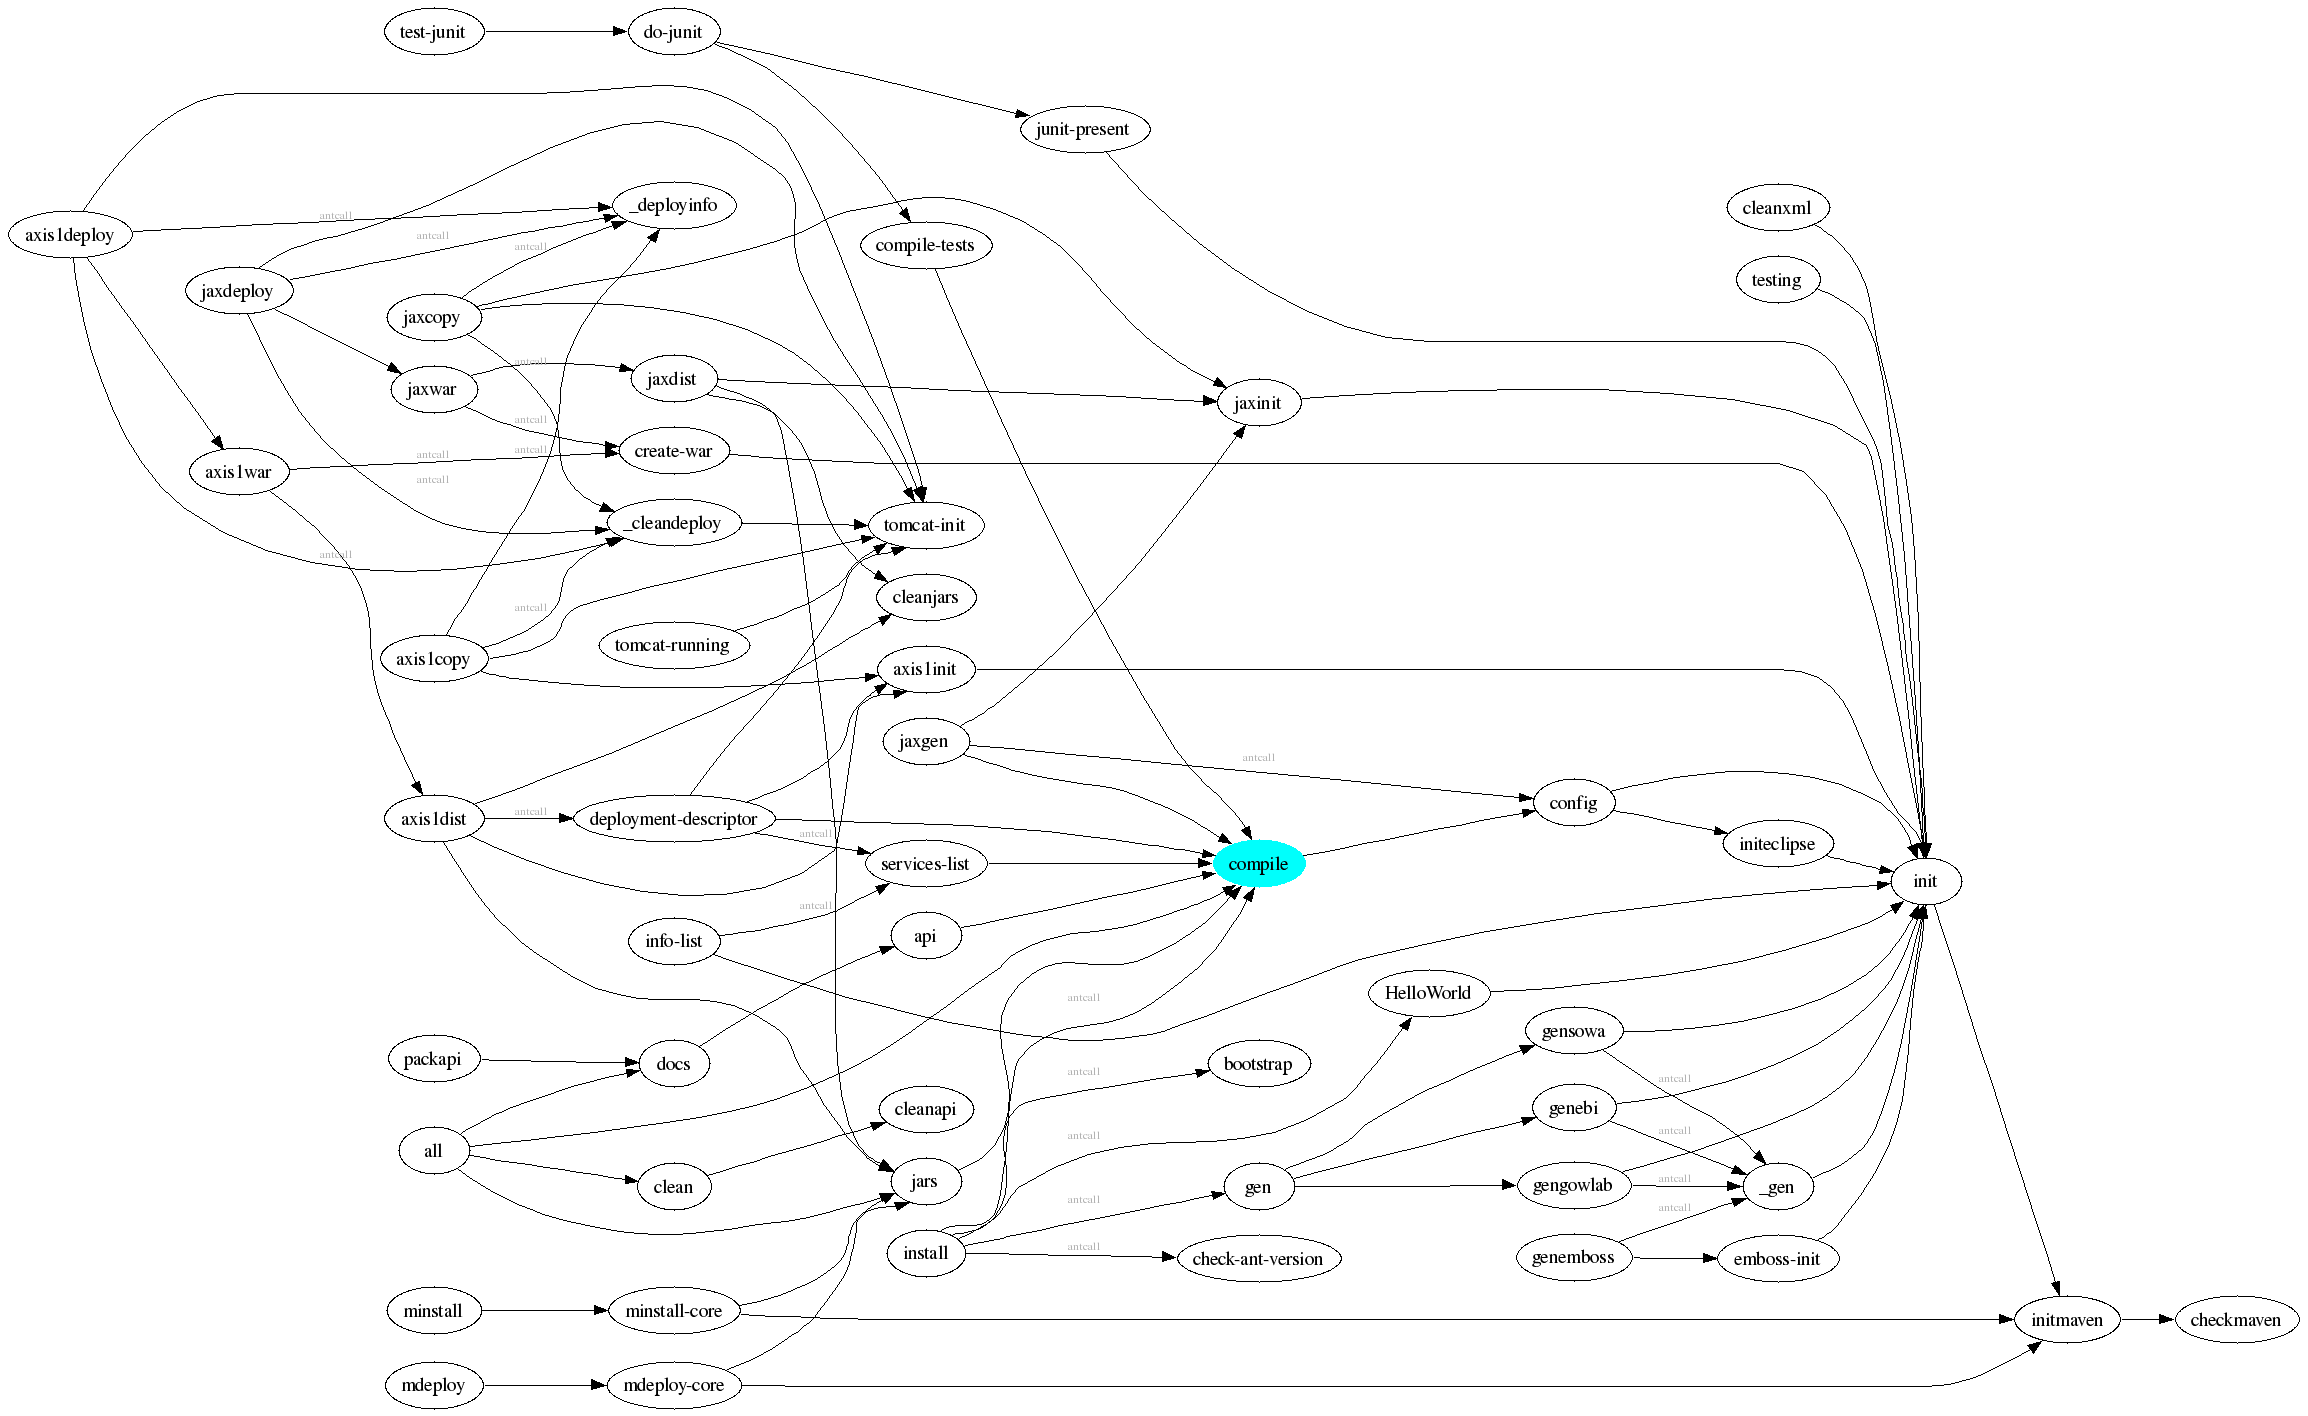 test-junit
do-junit
junit-present
_deployinfo
cleanxml
antcall
axis1deploy
antcall
compile-tests
antcall
testing
jaxdeploy
jaxcopy
antcall
jaxdist
jaxwar
jaxinit
antcall
create-war
antcall
antcall
axis1war
antcall
_cleandeploy
tomcat-init
antcall
cleanjars
antcall
tomcat-running
axis1copy
axis1init
jaxgen
antcall
config
antcall
axis1dist
deployment-descriptor
antcall
initeclipse
services-list
compile
init
antcall
api
info-list
HelloWorld
antcall
gensowa
packapi
docs
bootstrap
antcall
antcall
genebi
cleanapi
antcall
antcall
all
antcall
jars
clean
gen
gengowlab
_gen
antcall
antcall
antcall
install
check-ant-version
genemboss
emboss-init
minstall
minstall-core
initmaven
checkmaven
mdeploy
mdeploy-core